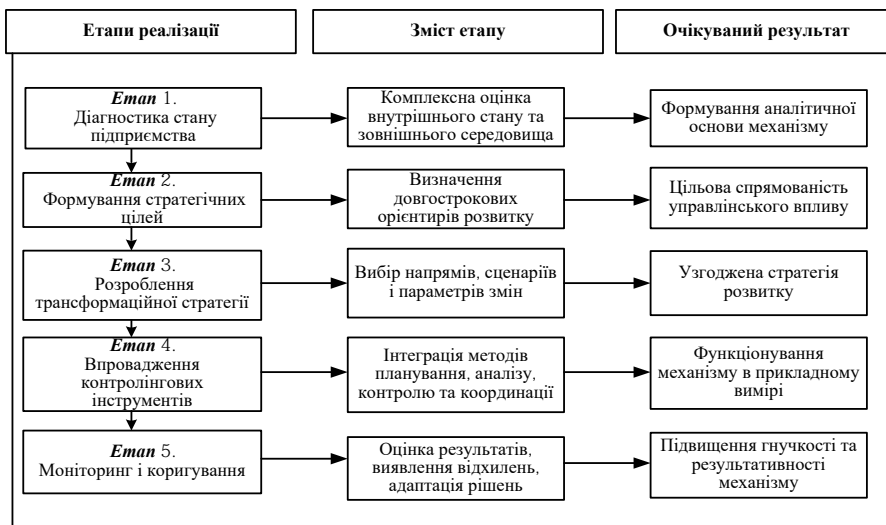 Етапи реалізації
Зміст етапу
Очікуваний результат
Етап 1.
Діагностика стану
підприємства
Комплексна оцінка
внутрішнього стану та
зовнішнього середовища
Формування аналітичної
основи механізму
Етап 2.
Формування стратегічних
цілей
Визначення
довгострокових
орієнтирів розвитку
Цільова спрямованість
управлінського впливу
Етап 3.
Розроблення
трансформаційної стратегії
Вибір напрямів, сценаріїв
і параметрів змін
Узгоджена стратегія
розвитку
Етап 4.
Впровадження
контролінгових
інструментів
Інтеграція методів
планування, аналізу,
контролю та координації
Функціонування
механізму в прикладному
вимірі
Етап 5.
Моніторинг і коригування
Оцінка результатів,
виявлення відхилень,
адаптація рішень
Підвищення гнучкості та
результативності
механізму